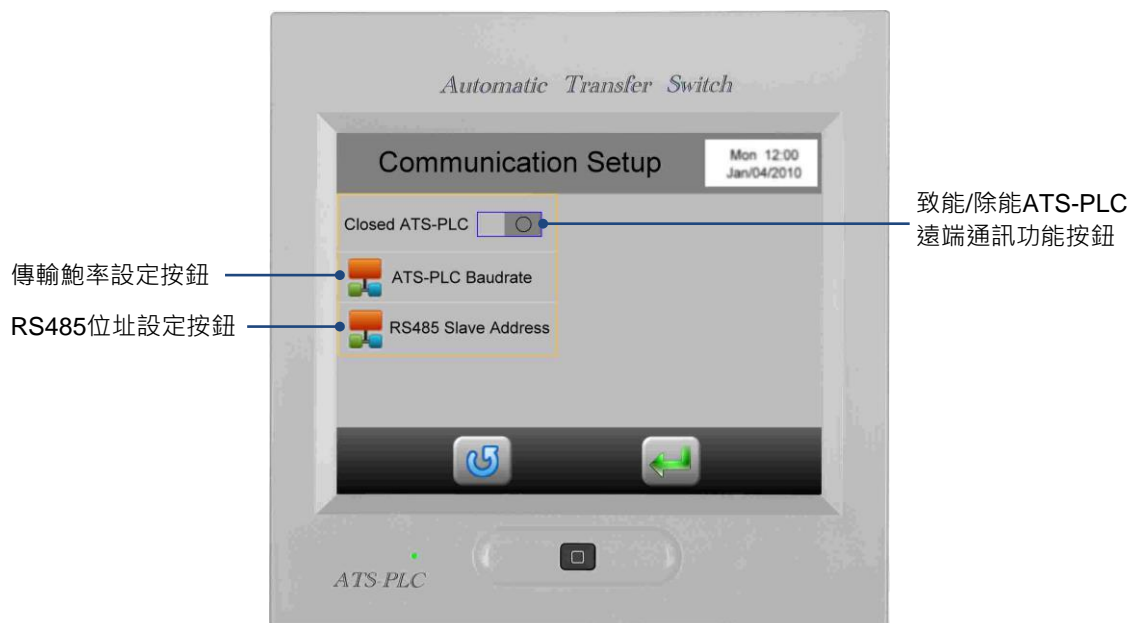 Automatic Transfer Switch
Communication Setup
Mon 12:00
Jan/04/2010
Closed ATS-PLC
致能/除能ATS-PLC
遠端通訊功能按鈕
傳輸鮑率設定按鈕
ATS-PLC Baudrate
RS485位址設定按鈕
RS485 Slave Address
ATS-PLC